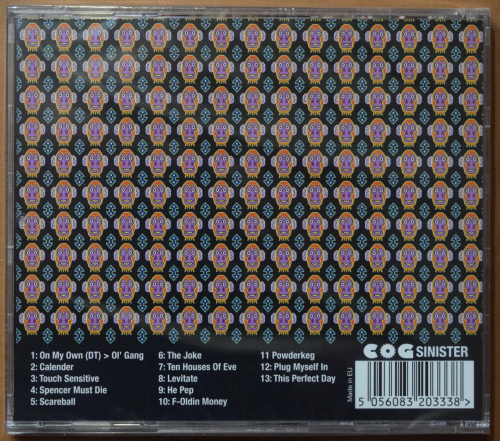 1: On My Own (DT) > Ol' Gang
2: Calender
3: Touch Sensitive
4: Spencer Must Die
5: Scareball
6: The Joke
7: Ten Houses Of Eve
8: Levitate
9: He Pep
10: F-Oldin Money
11 Powderkeg
12: Plug Myself In
13: This Perfect Day
COG SINISTER
Made in EU
5 056083 203338 >